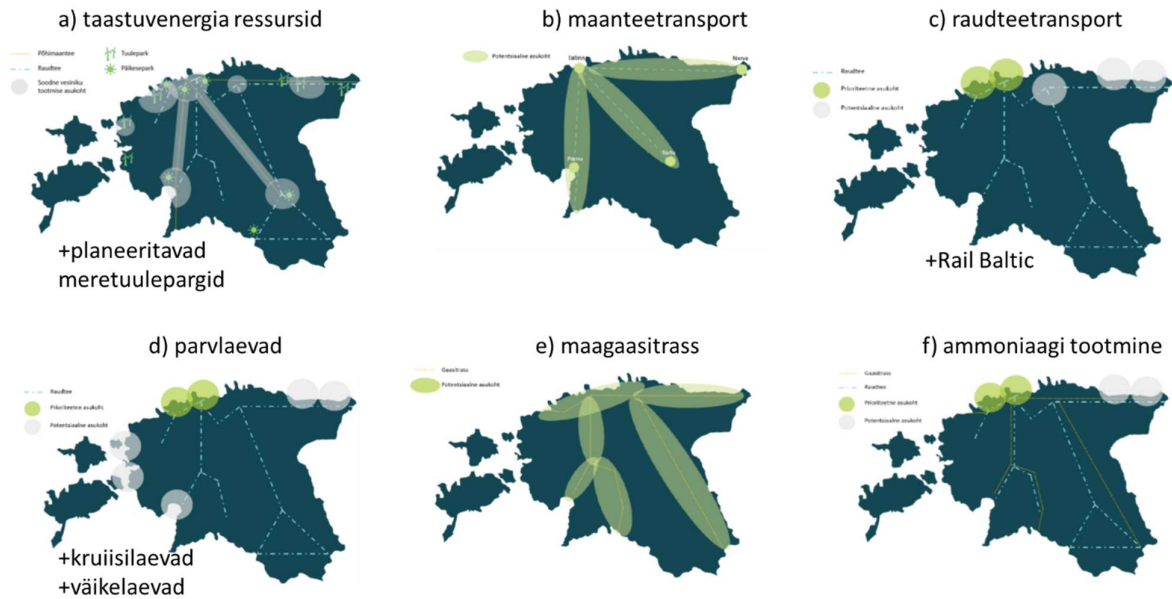 a) taastuvenergia ressursid
Põhimaantee
Raudtee
Soodne vesiniku
tootmise asukoht
Tuulepark
Päikesepark
+planeeritavad
meretuulepargid
b) maanteetransport
Potentsiaalne asukoht
Tallinn
Narva
Pärnu
Tartu
c) raudteetransport
Raudtee
Prioriteetne asukoht
Potentsiaalne asukoht
+Rail Baltic
d) parvlaevad
Raudtee
Prioriteetne asukoht
Potentsiaalne asukoht
+kruiisilaevad
+väikelaevad
e) maagaasitrass
Gaasitrass
Potentsiaalne asukoht
f) ammoniaagi tootmine
Gaasitrass
Raudtee
Prioriteetne asukoht
Potentsiaalne asukoht